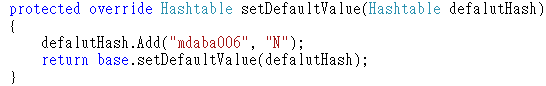 protected override Hashtable setDefaultValue(Hashtable defalutHash)
{
defalutHash.Add("mdaba006", "N");
return base.setDefaultValue(defalutHash);
}